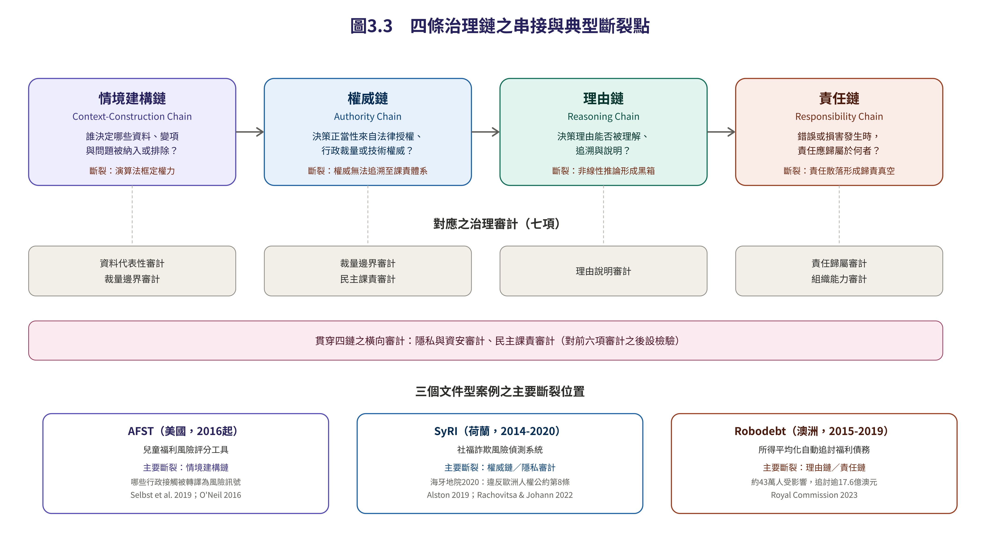 圖3.3　四條治理鏈之串接與典型斷裂點
情境建構鏈
Context-Construction Chain
誰決定哪些資料、變項
與問題被納入或排除？
斷裂：演算法框定權力
權威鏈
Authority Chain
決策正當性來自法律授權、
行政裁量或技術權威？
斷裂：權威無法追溯至課責體系
理由鏈
Reasoning Chain
決策理由能否被理解、
追溯與說明？
斷裂：非線性推論形成黑箱
責任鏈
Responsibility Chain
錯誤或損害發生時，
責任應歸屬於何者？
斷裂：責任散落形成歸責真空
對應之治理審計（七項）
資料代表性審計
裁量邊界審計
裁量邊界審計
民主課責審計
理由說明審計
責任歸屬審計
組織能力審計
貫穿四鏈之橫向審計：隱私與資安審計、民主課責審計（對前六項審計之後設檢驗）
三個文件型案例之主要斷裂位置
AFST（美國，2016起）
兒童福利風險評分工具
主要斷裂：情境建構鏈
哪些行政接觸被轉譯為風險訊號
Selbst et al. 2019；O'Neil 2016
SyRI（荷蘭，2014-2020）
社福詐欺風險偵測系統
主要斷裂：權威鏈／隱私審計
海牙地院2020：違反歐洲人權公約第8條
Alston 2019；Rachovitsa & Johann 2022
Robodebt（澳洲，2015-2019）
所得平均化自動追討福利債務
主要斷裂：理由鏈／責任鏈
約43萬人受影響，追討逾17.6億澳元
Royal Commission 2023